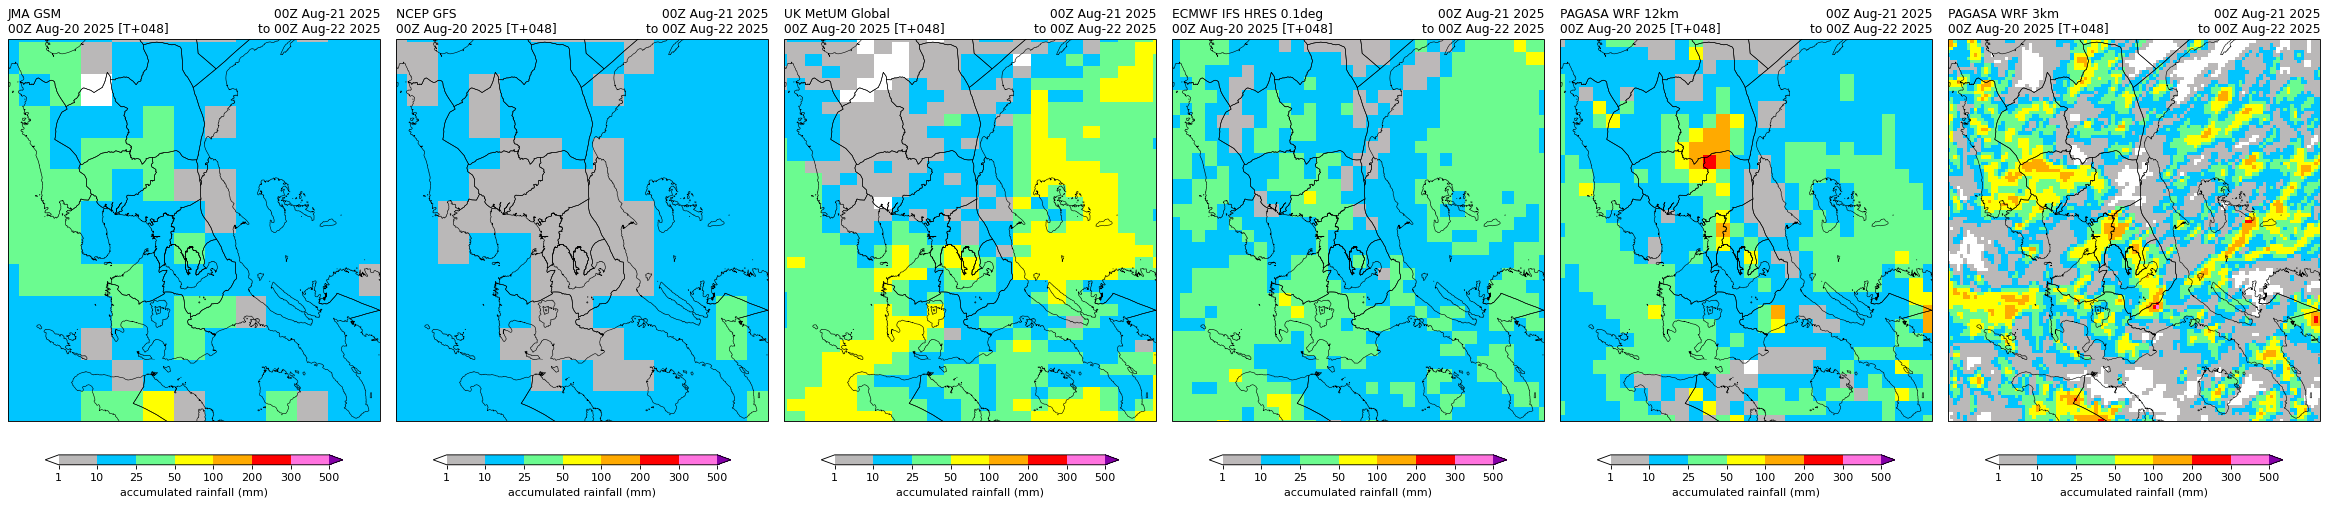 JMA GSM 00Z Aug-21 2025
00Z Aug-20 2025 [T+048] to 00Z Aug-22 2025
1 10 25 50 100 200 300 500
accumulated rainfall (mm)
NCEP GFS 00Z Aug-21 2025
00Z Aug-20 2025 [T+048] to 00Z Aug-22 2025
1 10 25 50 100 200 300 500
accumulated rainfall (mm)
UK MetUM Global 00Z Aug-21 2025
00Z Aug-20 2025 [T+048] to 00Z Aug-22 2025
1 10 25 50 100 200 300 500
accumulated rainfall (mm)
ECMWF IFS HRES 0.1deg 00Z Aug-21 2025
00Z Aug-20 2025 [T+048] to 00Z Aug-22 2025
1 10 25 50 100 200 300 500
accumulated rainfall (mm)
PAGASA WRF 12km 00Z Aug-21 2025
00Z Aug-20 2025 [T+048] to 00Z Aug-22 2025
1 10 25 50 100 200 300 500
accumulated rainfall (mm)
PAGASA WRF 3km 00Z Aug-21 2025
00Z Aug-20 2025 [T+048] to 00Z Aug-22 2025
1 10 25 50 100 200 300 500
accumulated rainfall (mm)